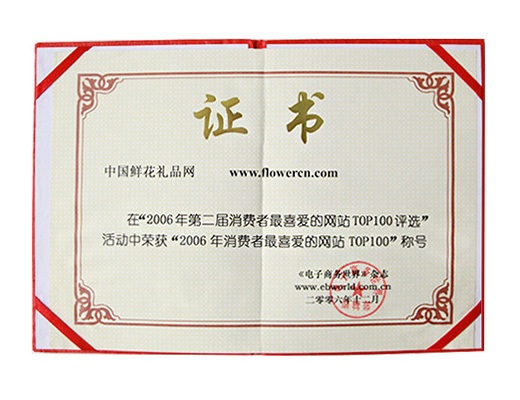 证书
中国鲜花礼品网 www.flowercn.com
在“2006年第二届消费者最喜爱的网站TOP100评选”
活动中荣获“2006年消费者最喜爱的网站TOP100”称号
《电子商务世界》杂志
www.ebworld.com.cn
二零零六年十二月